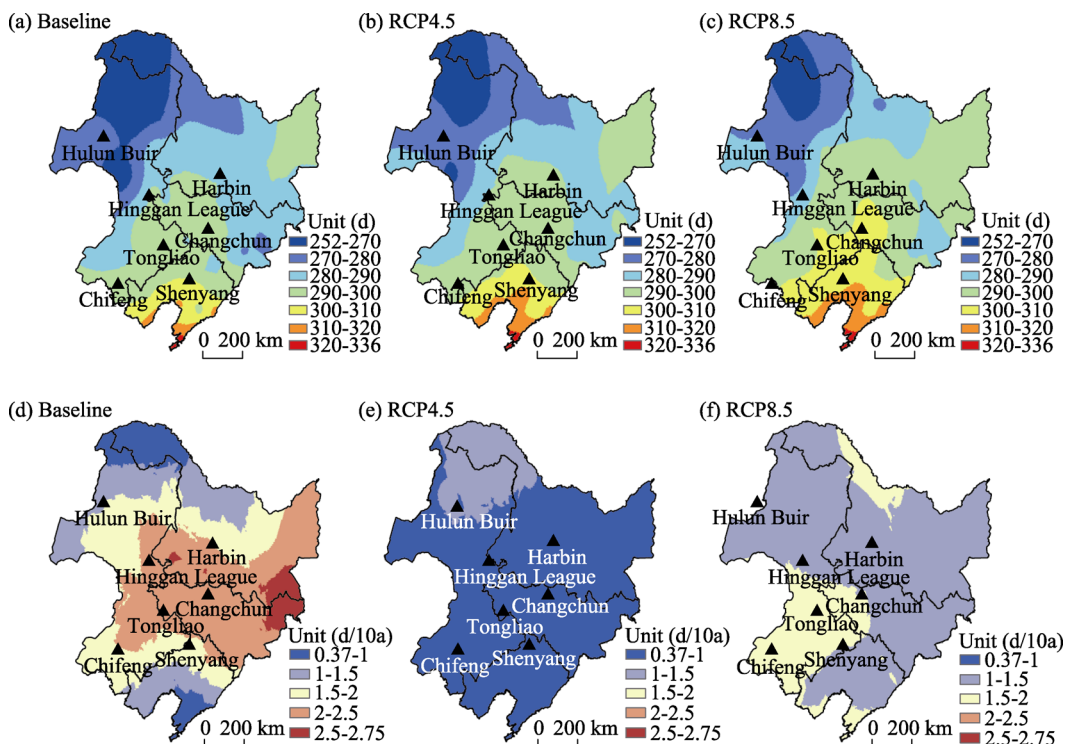 (a) Baseline
Hulun Buir
Harbin
Hinggan League
Changchun
Tongliao
Chifeng
Shenyang
Unit (d)
252-270
270-280
280-290
290-300
300-310
310-320
320-336
0 200 km
(b) RCP4.5
Hulun Buir
Harbin
Hinggan League
Changchun
Tongliao
Chifeng
Shenyang
Unit (d)
252-270
270-280
280-290
290-300
300-310
310-320
320-336
0 200 km
(c) RCP8.5
Hulun Buir
Harbin
Hinggan League
Changchun
Tongliao
Chifeng
Shenyang
Unit (d)
252-270
270-280
280-290
290-300
300-310
310-320
320-336
0 200 km
(d) Baseline
Hulun Buir
Harbin
Hinggan League
Changchun
Tongliao
Chifeng
Shenyang
Unit (d/10a)
0.37-1
1-1.5
1.5-2
2-2.5
2.5-2.75
0 200 km
(e) RCP4.5
Hulun Buir
Harbin
Hinggan League
Changchun
Tongliao
Chifeng
Shenyang
Unit (d/10a)
0.37-1
1-1.5
1.5-2
2-2.5
2.5-2.75
0 200 km
(f) RCP8.5
Hulun Buir
Harbin
Hinggan League
Changchun
Tongliao
Chifeng
Shenyang
Unit (d/10a)
0.37-1
1-1.5
1.5-2
2-2.5
2.5-2.75
0 200 km